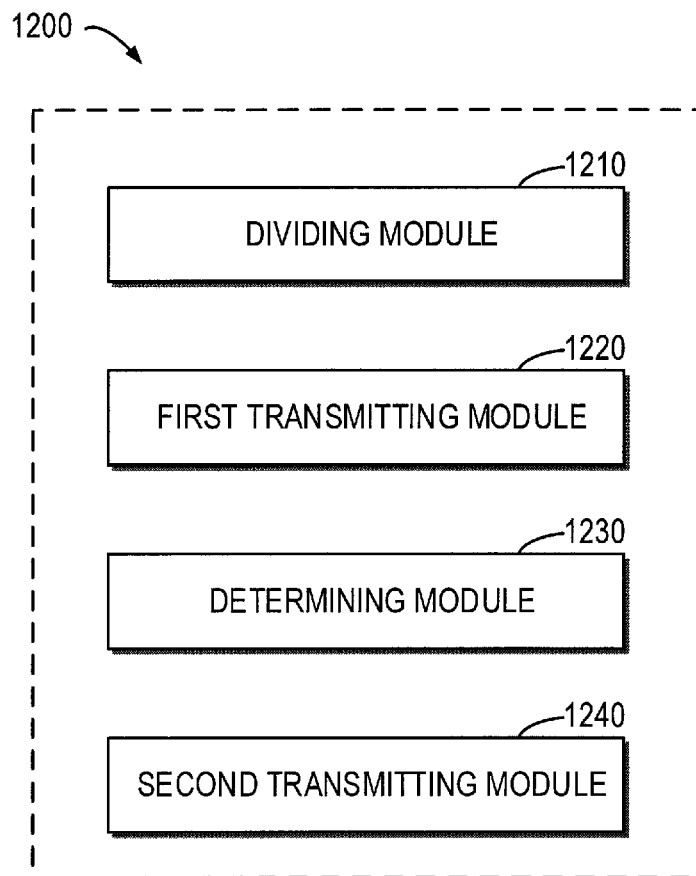 1200
1210
DIVIDING MODULE
1220
FIRST TRANSMITTING MODULE
1230
DETERMINING MODULE
1240
SECOND TRANSMITTING MODULE